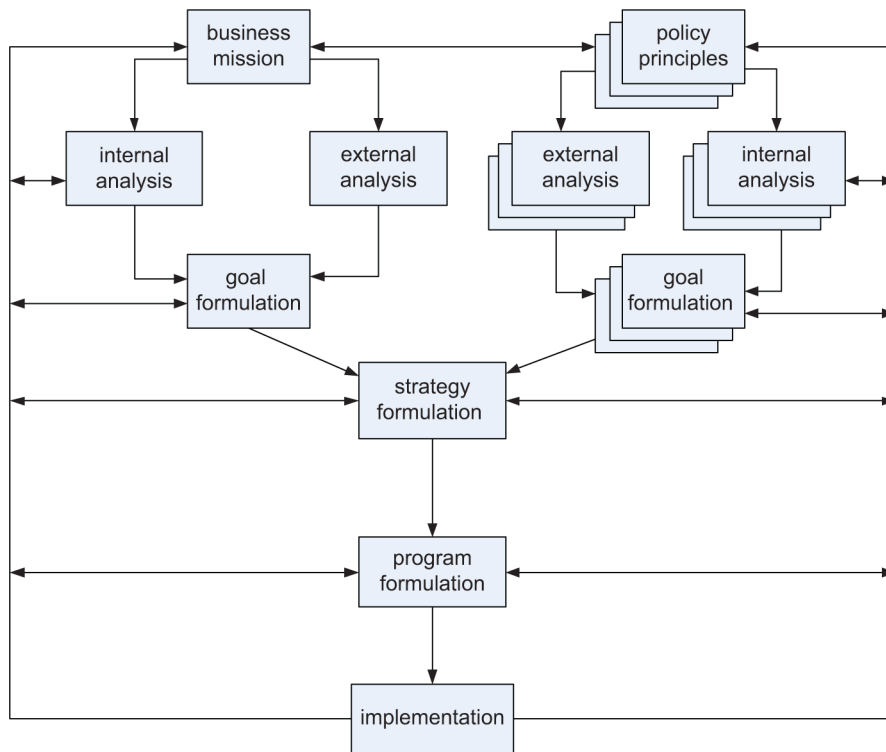 business
mission
policy
principles
internal
analysis
external
analysis
external
analysis
internal
analysis
goal
formulation
goal
formulation
strategy
formulation
program
formulation
implementation